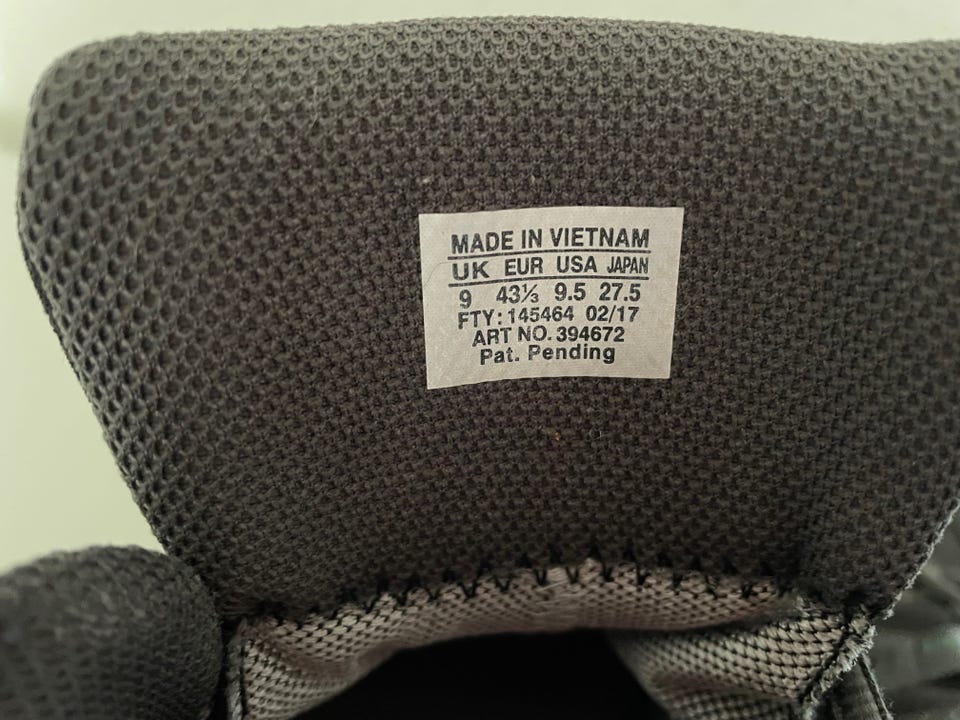 MADE IN VIETNAM
UK EUR USA JAPAN
9 43⅓ 9.5 27.5
FTY: 145464 02/17
ART NO. 394672
Pat. Pending